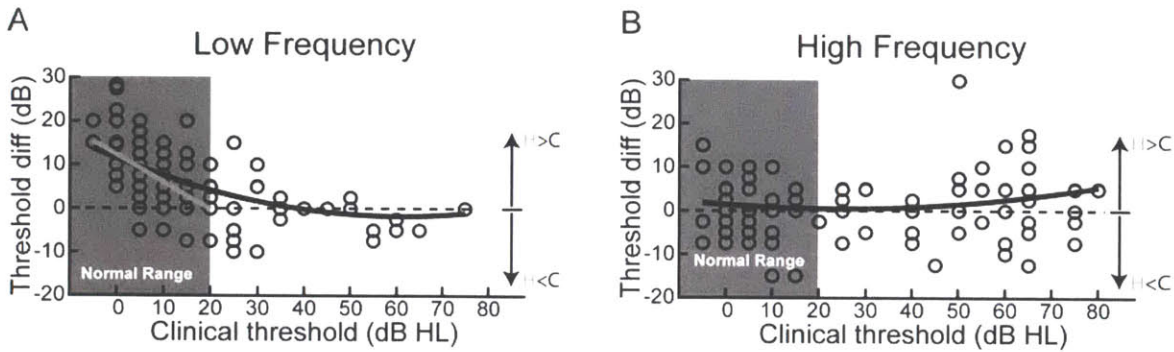 A
Low Frequency
Threshold diff (dB)
30
20
10
0
-10
-20
Normal Range
0 10 20 30 40 50 60 70 80
Clinical threshold (dB HL)
H>C
H<C
B
High Frequency
Threshold diff (dB)
30
20
10
0
-10
-20
Normal Range
0 10 20 30 40 50 60 70 80
Clinical threshold (dB HL)
H>C
H<C